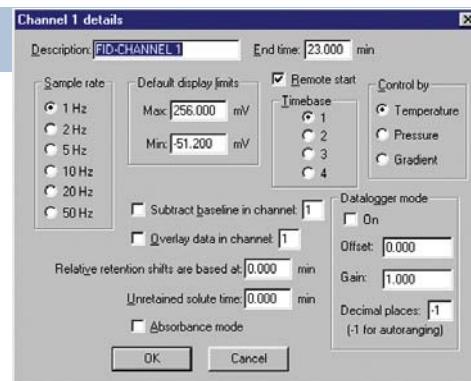 Channel 1 details
Description: FID-CHANNEL 1 End time: 23.000 min
Sample rate
1 Hz
2 Hz
5 Hz
10 Hz
20 Hz
50 Hz
Default display limits
Max: 256.000 mV
Min: -51.200 mV
Remote start
Timebase
1
2
3
4
Control by
Temperature
Pressure
Gradient
Subtract baseline in channel: 1
Overlay data in channel: 1
Relative retention shifts are based at: 0.000 min
Unretained solute time: 0.000 min
Absorbance mode
Datalogger mode
On
Offset: 0.000
Gain: 1.000
Decimal places: -1
(-1 for autoranging)
OK Cancel